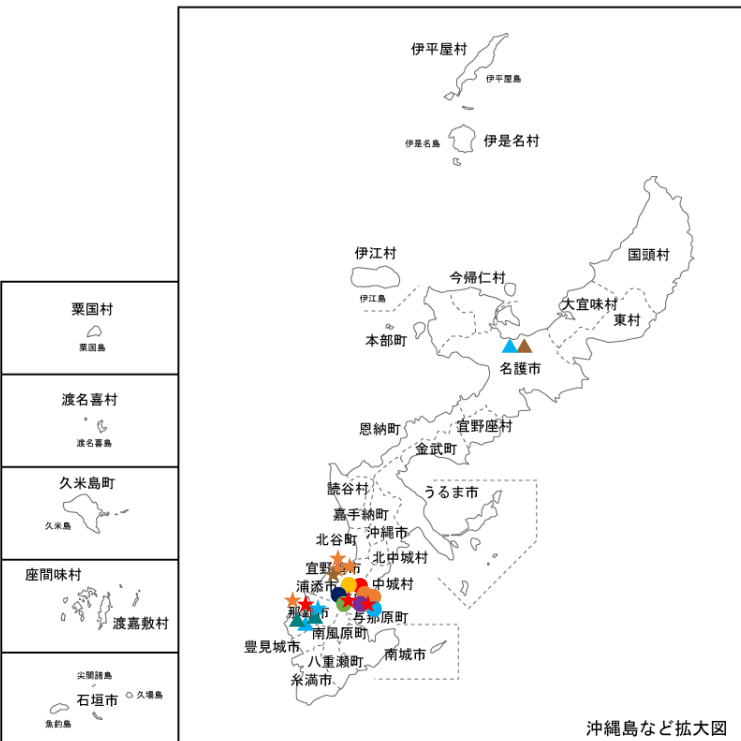 伊平屋村
伊平屋島
伊是名島
伊是名村
国頭村
伊江村
伊江島
今帰仁村
大宜味村
東村
本部町
名護市
粟国村
粟国島
渡名喜村
渡名喜島
恩納町
宜野座村
金武町
久米島町
久米島
読谷村
うるま市
嘉手納町
沖縄市
北谷町
北中城村
宜野湾市
座間味村
渡嘉敷村
浦添市
中城村
那覇市
与那原町
南風原町
豊見城市
南城市
八重瀬町
糸満市
尖閣諸島
石垣市
久場島
魚釣島
沖縄島など拡大図